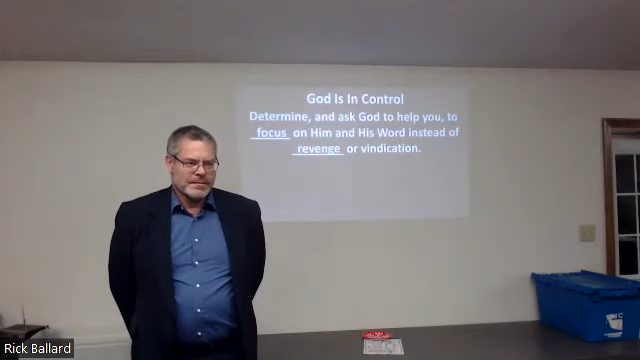 God Is In Control
Determine, and ask God to help you, to
focus on Him and His Word instead of
revenge or vindication.
MC
Rick Ballard